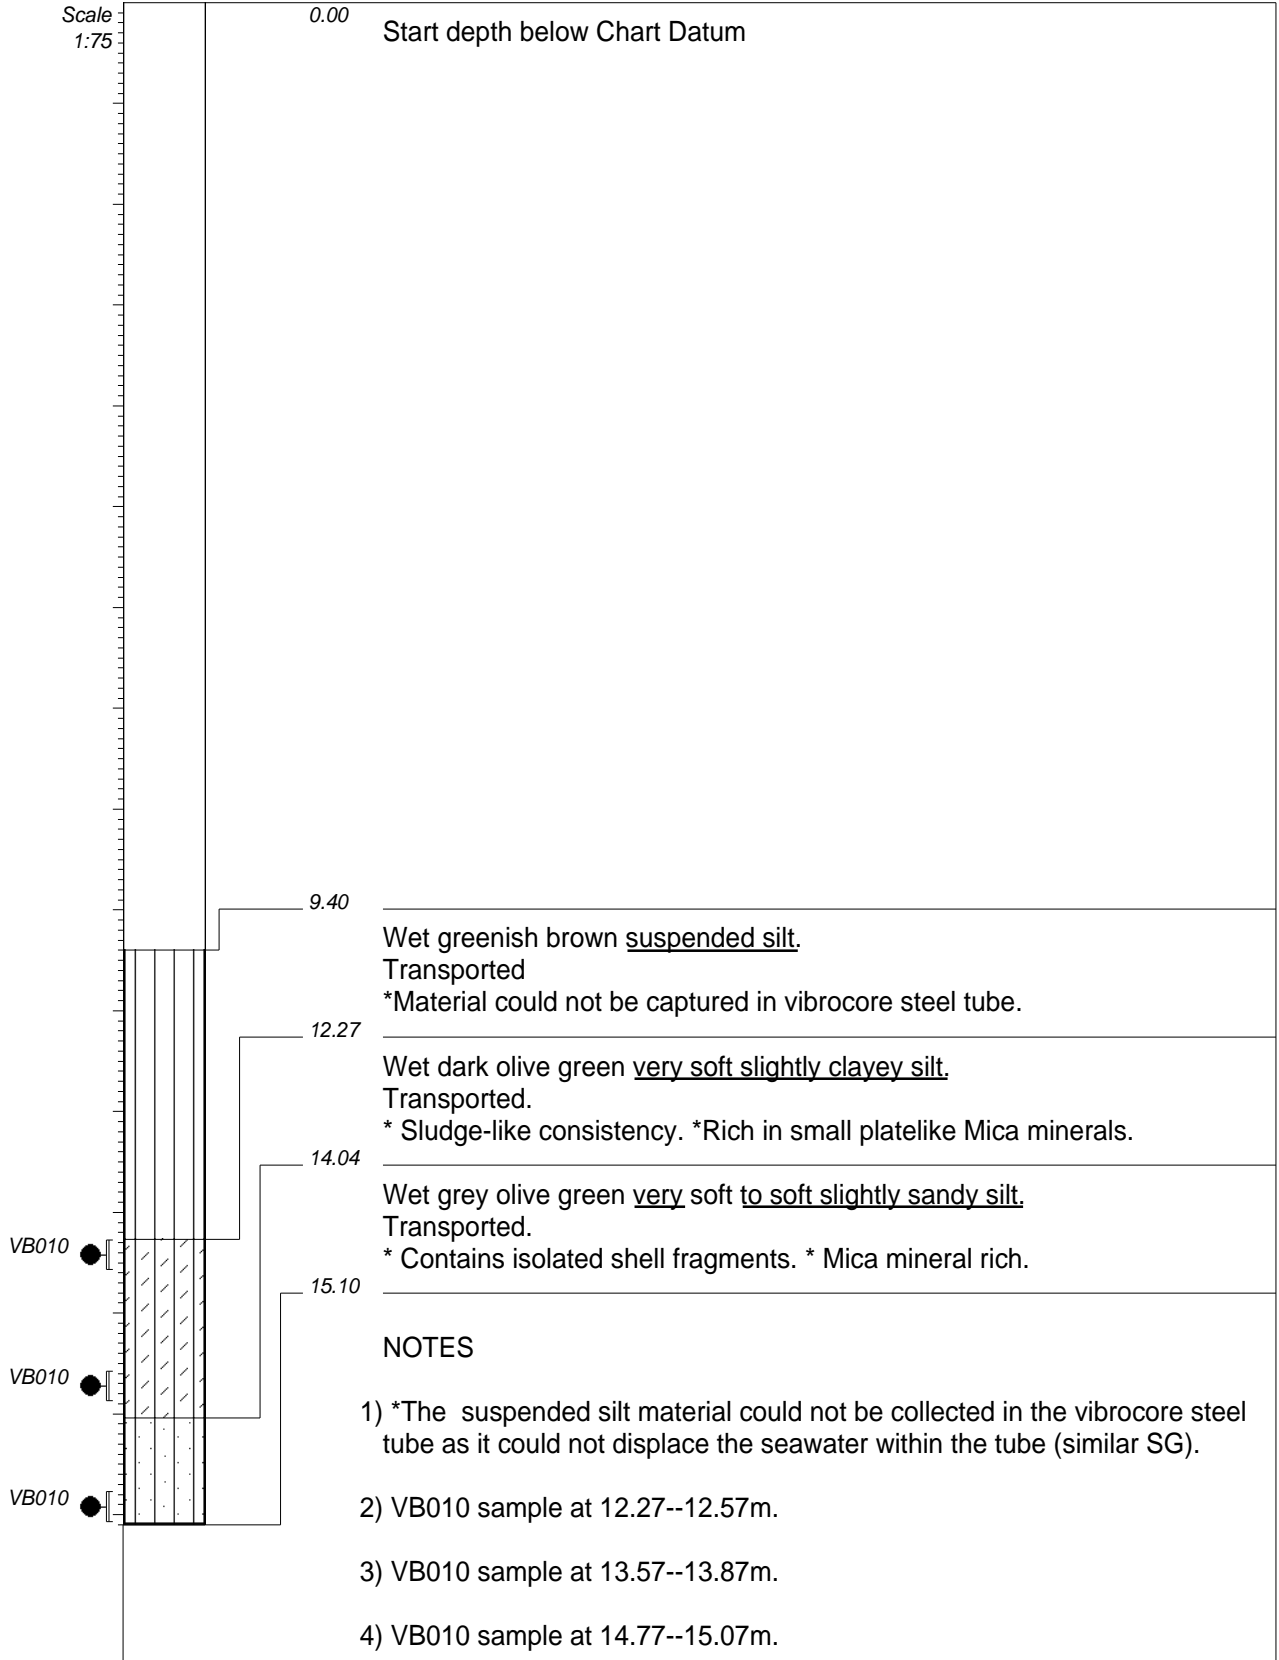 Scale
1:75
0.00
Start depth below Chart Datum
9.40
Wet greenish brown suspended silt.
Transported
*Material could not be captured in vibrocore steel tube.
12.27
Wet dark olive green very soft slightly clayey silt.
Transported.
* Sludge-like consistency. *Rich in small platelike Mica minerals.
14.04
Wet grey olive green very soft to soft slightly sandy silt.
Transported.
* Contains isolated shell fragments. * Mica mineral rich.
15.10
VB010
VB010
VB010
NOTES
1) *The suspended silt material could not be collected in the vibrocore steel
tube as it could not displace the seawater within the tube (similar SG).
2) VB010 sample at 12.27--12.57m.
3) VB010 sample at 13.57--13.87m.
4) VB010 sample at 14.77--15.07m.